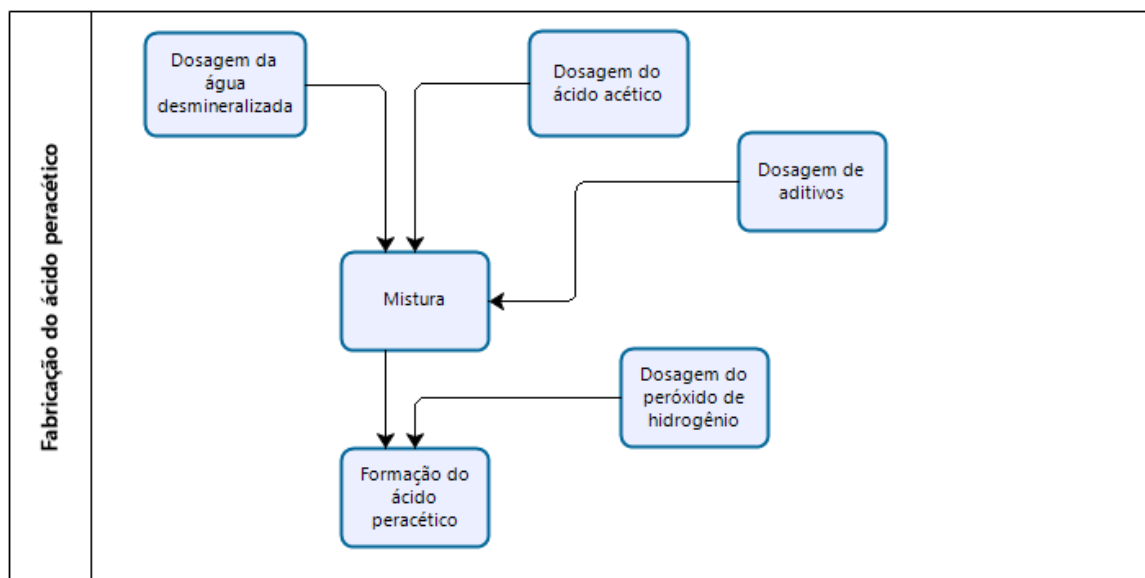 Fabricação do ácido peracético
Dosagem da
água
desmineralizada
Dosagem do
ácido acético
Dosagem de
aditivos
Mistura
Dosagem do
peróxido de
hidrogênio
Formação do
ácido
peracético